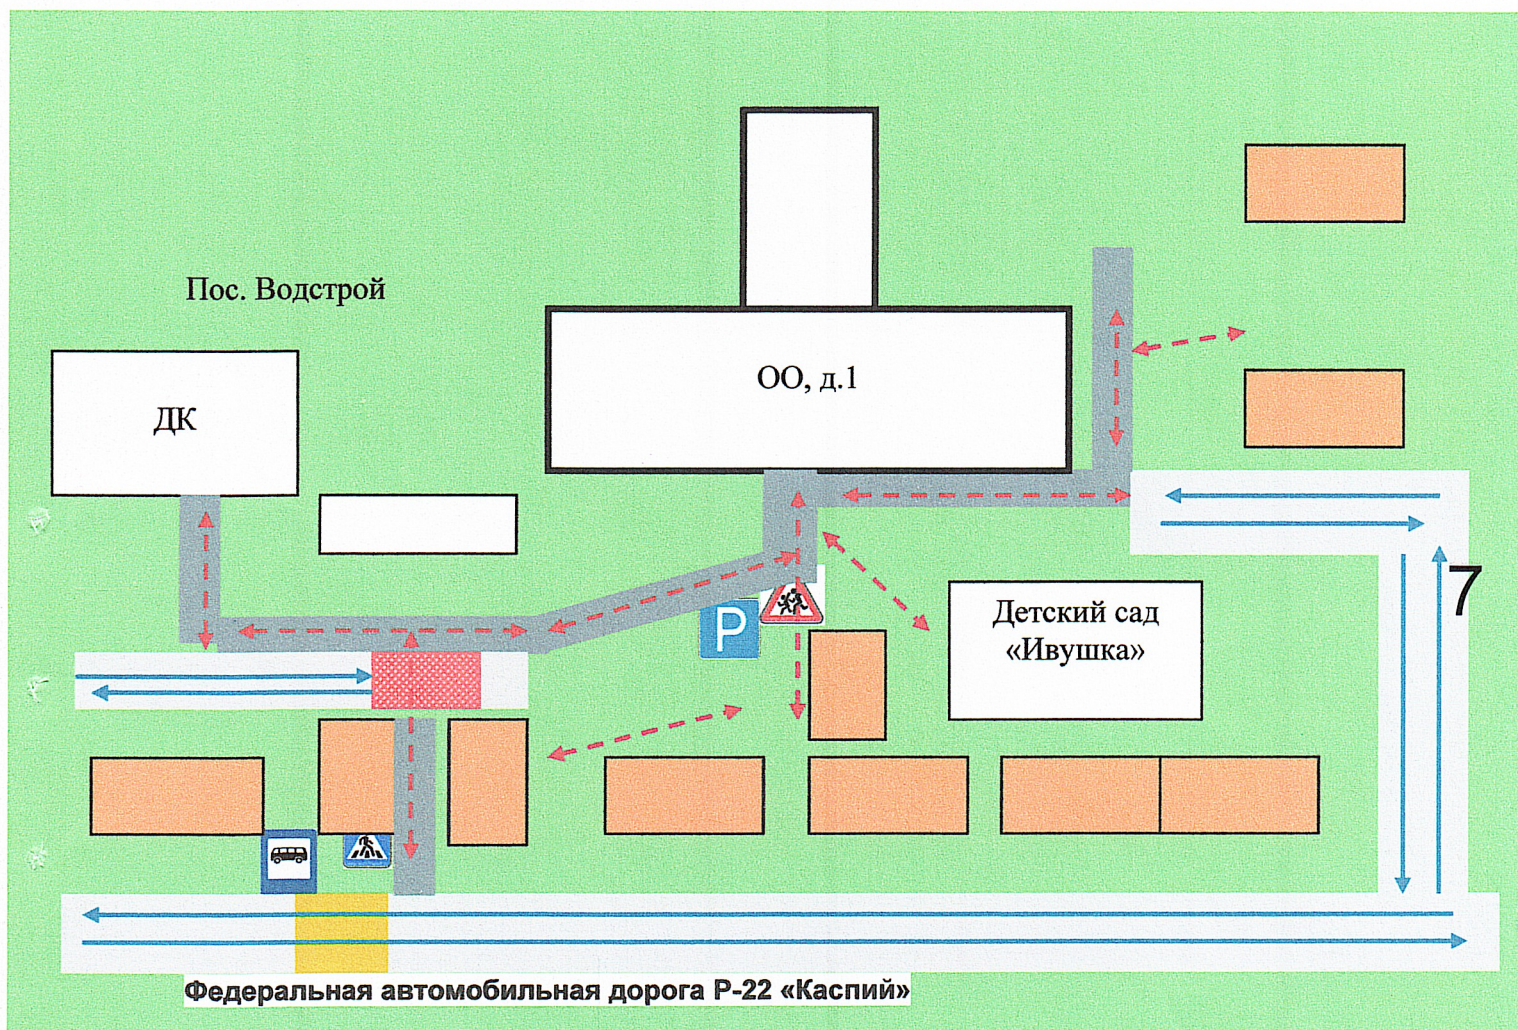 Пос. Водстрой
ОО, д.1
ДК
Детский сад
«Ивушка»
7
P
Федеральная автомобильная дорога Р-22 «Каспий»